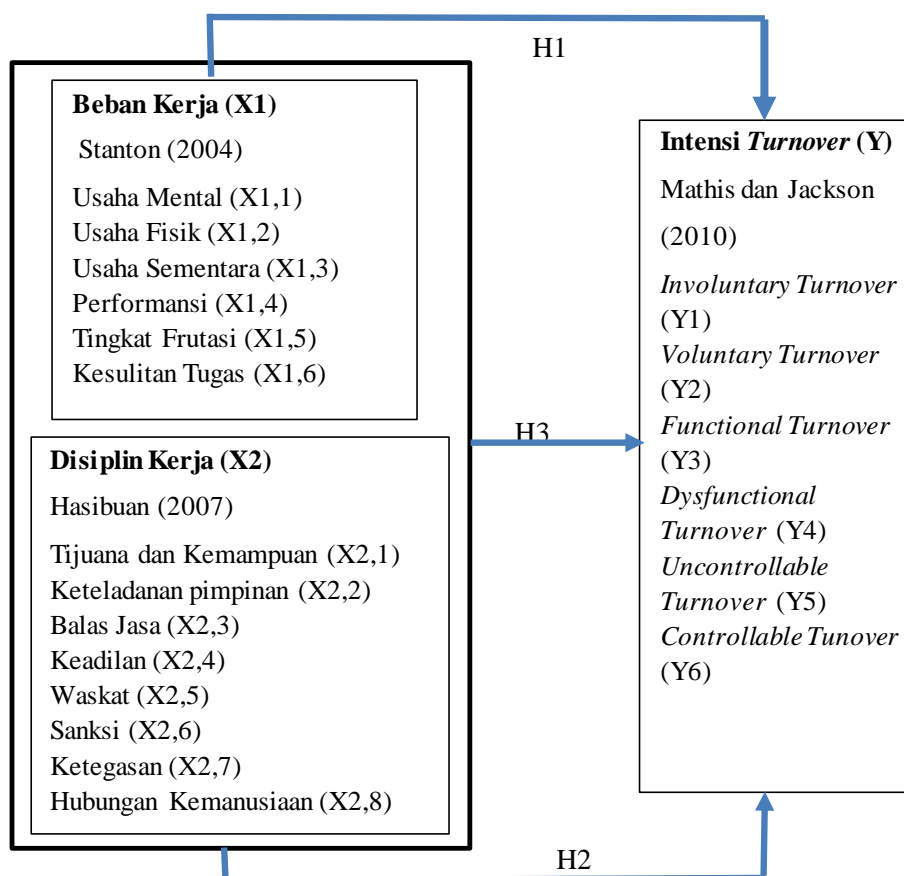 H1
Beban Kerja (X1)
Stanton (2004)
Usaha Mental (X1,1)
Usaha Fisik (X1,2)
Usaha Sementara (X1,3)
Performansi (X1,4)
Tingkat Frutasi (X1,5)
Kesulitan Tugas (X1,6)
Disiplin Kerja (X2)
Hasibuan (2007)
Tijuana dan Kemampuan (X2,1)
Keteladanan pimpinan (X2,2)
Balas Jasa (X2,3)
Keadilan (X2,4)
Waskat (X2,5)
Sanksi (X2,6)
Ketegasan (X2,7)
Hubungan Kemanusiaan (X2,8)
H3
Intensi Turnover (Y)
Mathis dan Jackson
(2010)
Involuntary Turnover
(Y1)
Voluntary Turnover
(Y2)
Functional Turnover
(Y3)
Dysfunctional
Turnover (Y4)
Uncontrollable
Turnover (Y5)
Controllable Tunover
(Y6)
H2